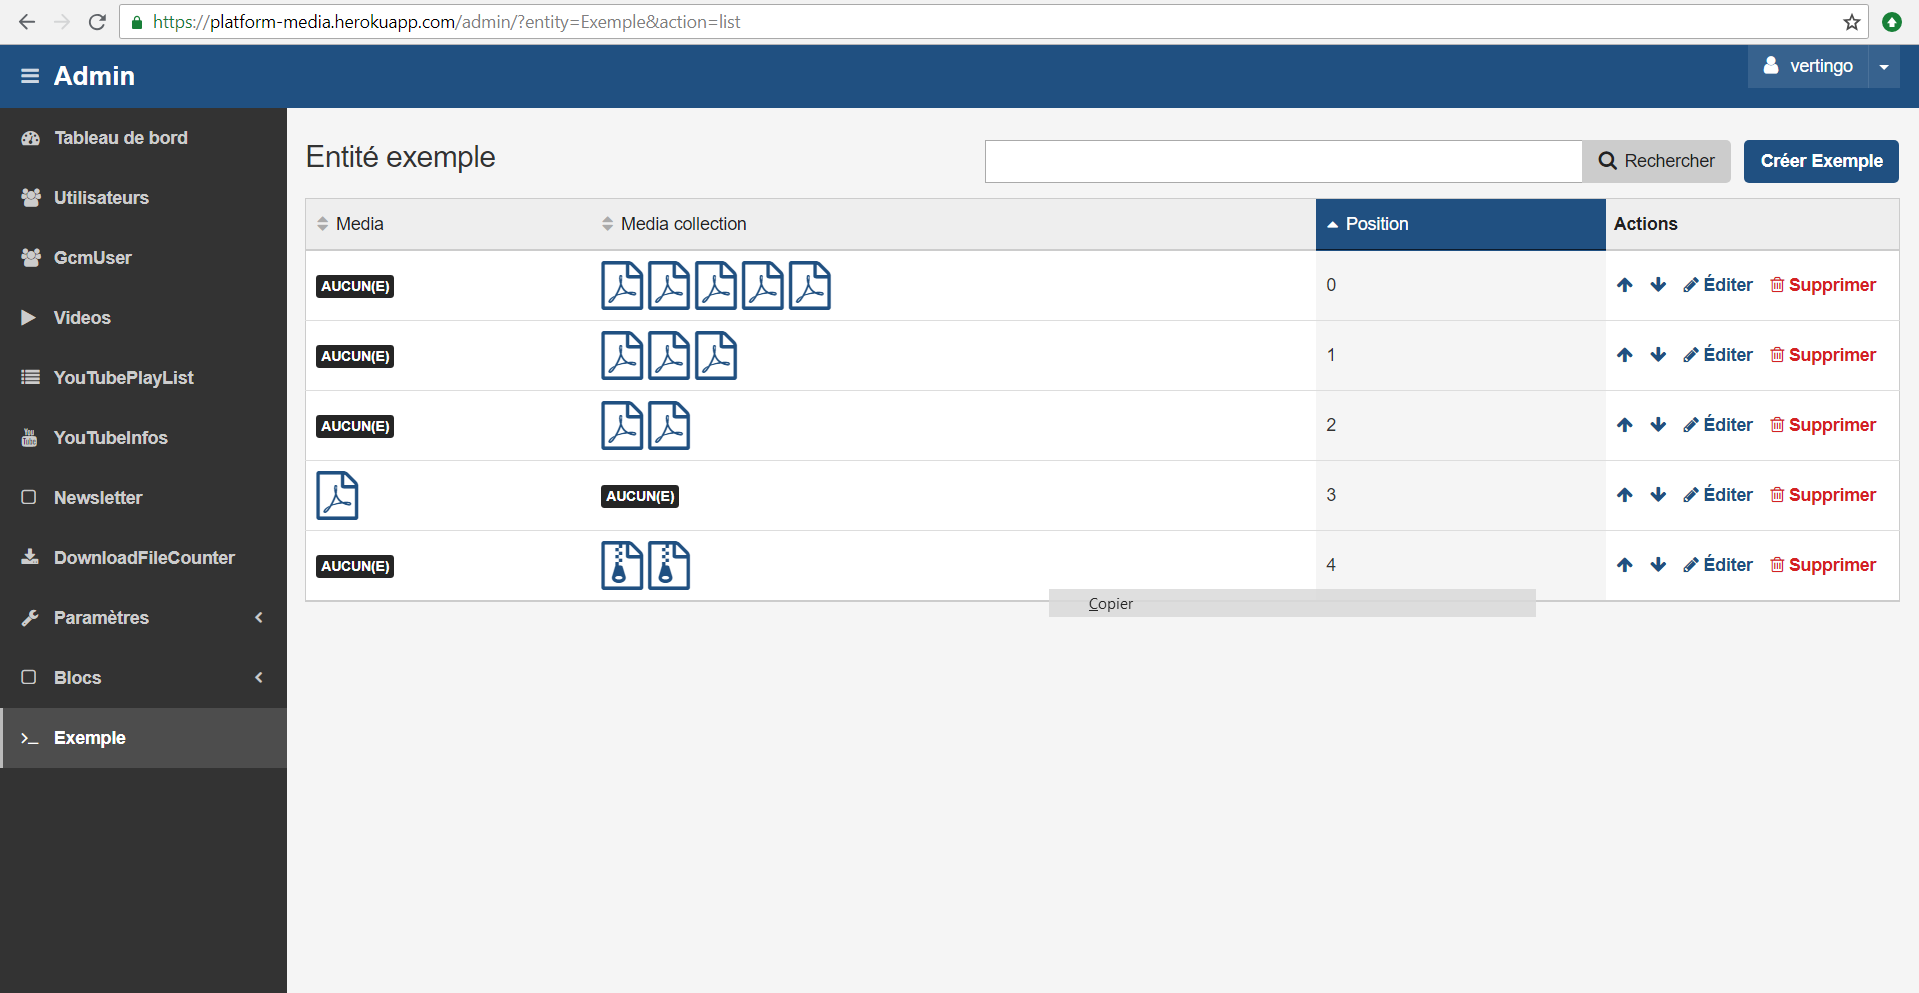 https://platform-media.herokuapp.com/admin/?entity=Exemple&action=list
Admin
vertingo
Tableau de bord
Utilisateurs
GcmUser
Videos
YouTubePlayList
You Tube YouTubeInfos
Newsletter
DownloadFileCounter
Paramètres
Blocs
Exemple
Entité exemple
Rechercher
Créer Exemple
Media Media collection Position Actions
AUCUN(E) 0 Éditer Supprimer
AUCUN(E) 1 Éditer Supprimer
AUCUN(E) 2 Éditer Supprimer
AUCUN(E) 3 Éditer Supprimer
AUCUN(E) 4 Éditer Supprimer
Copier